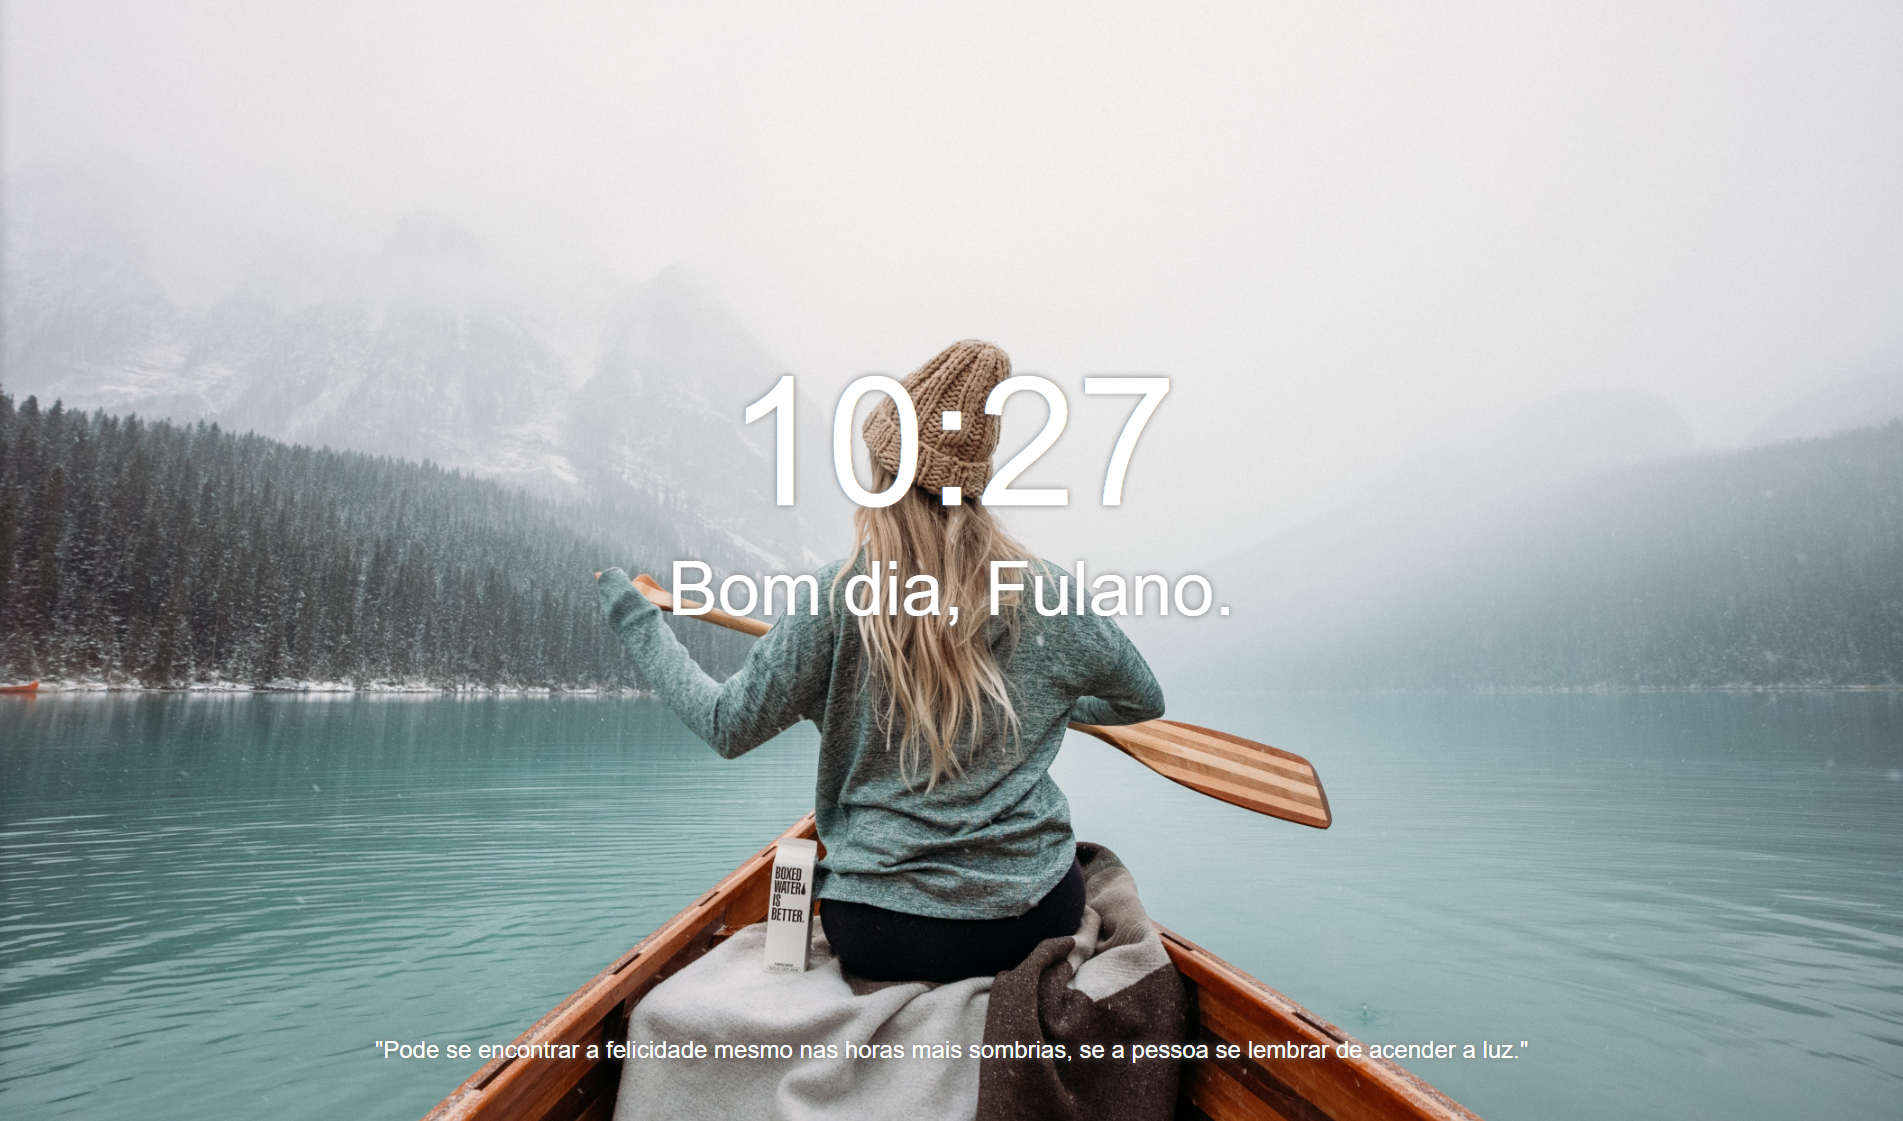 10:27
Bom dia, Fulano.
BOXED
WATER
IS
BETTER.
"Pode se encontrar a felicidade mesmo nas horas mais sombrias, se a pessoa se lembrar de acender a luz."